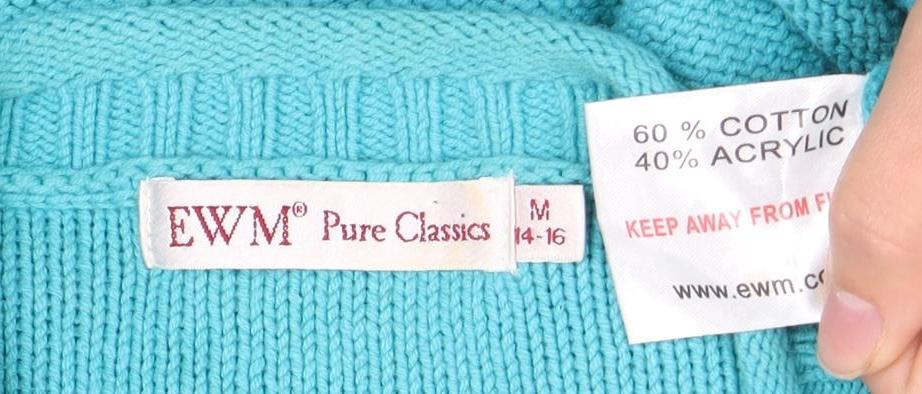 EWM® Pure Classics
M
14-16
60 % COTTON
40% ACRYLIC
KEEP AWAY FROM
www.ewm.c